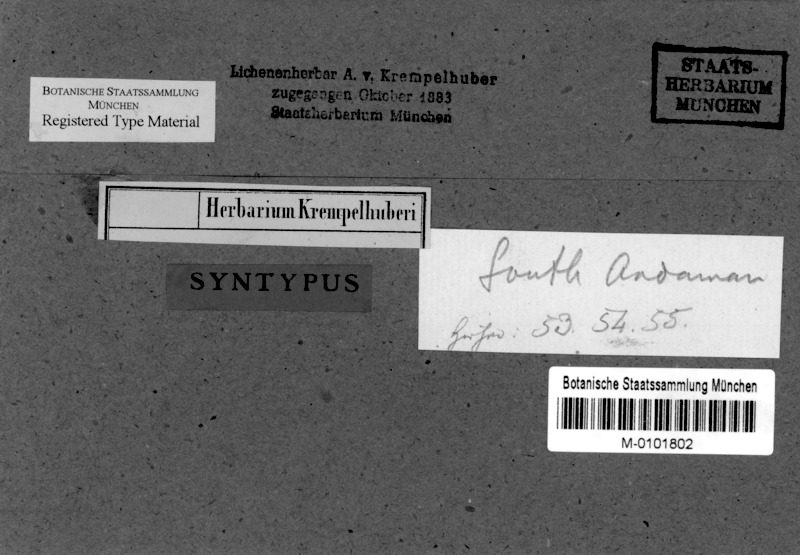 Lichenenherbar A. v. Krempelhuber
zugegangen Oktober 1883
Staatsherbarium München
STAATS-
HERBARIUM
MÜNCHEN
BOTANISCHE STAATSSAMMLUNG
MÜNCHEN
Registered Type Material
Herbarium Krempelhuberi
SYNTYPUS
South Andaman
53. 54. 55.
Botanische Staatssammlung München
M-0101802